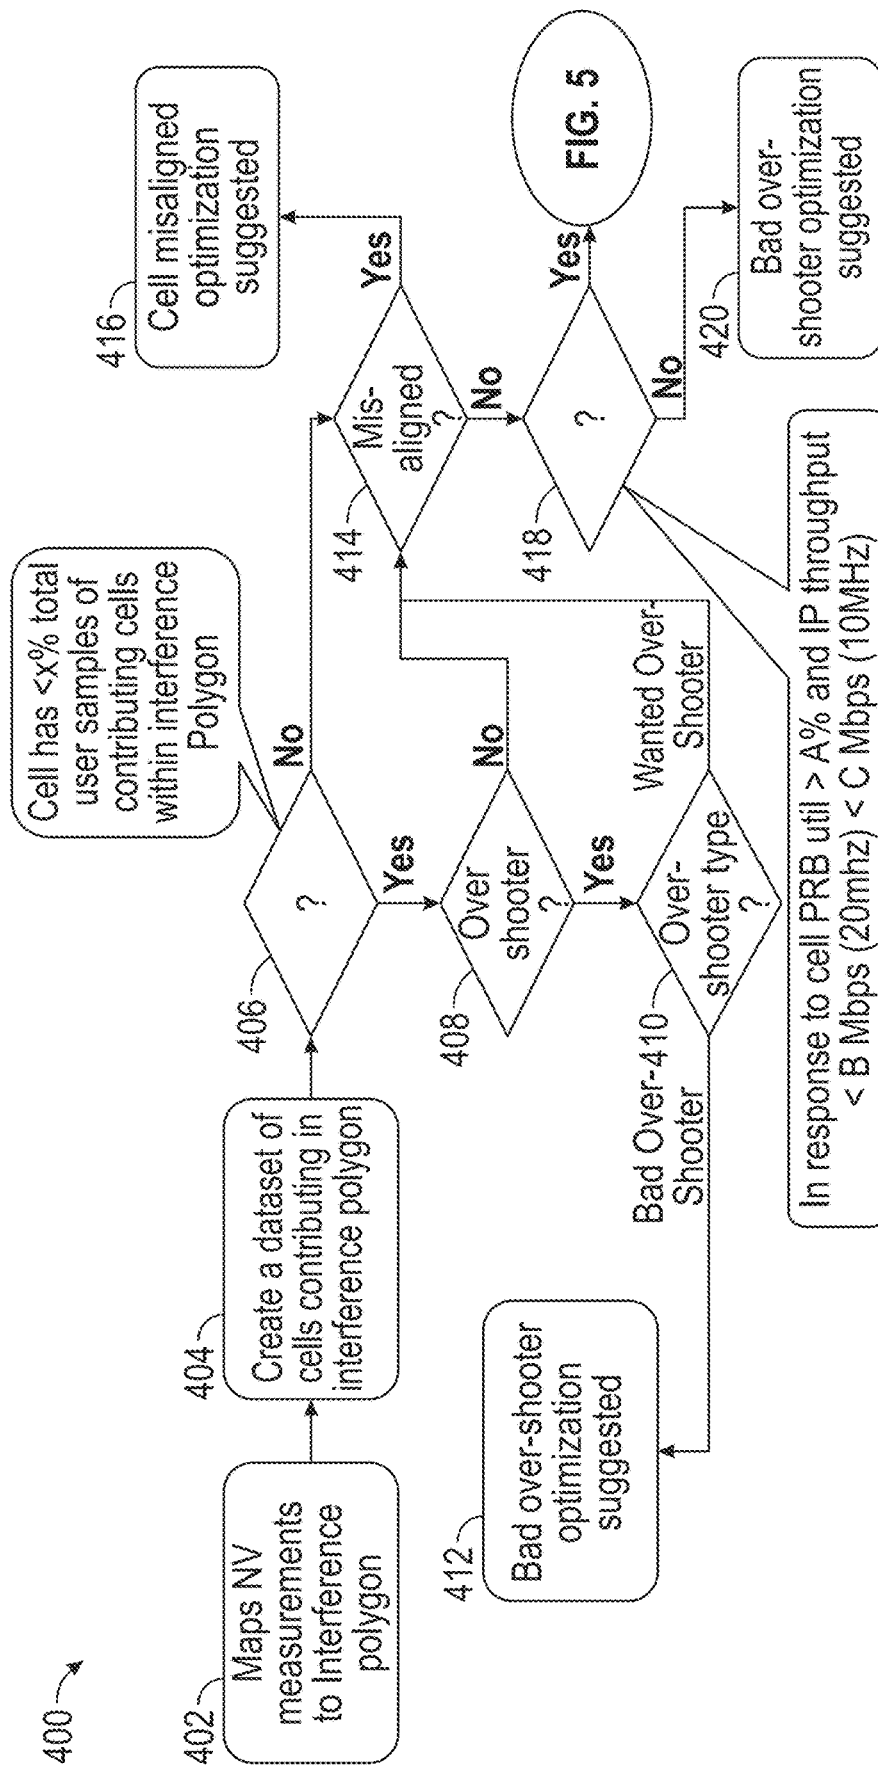 400
402
Maps NV
measurements
to Interference
polygon
404
Create a dataset of
cells contributing in
interference polygon
406
?
Cell has <x% total
user samples of
contributing cells
within interference
Polygon
No
Yes
408
Over
shooter
?
No
Yes
410
Over-
shooter type
?
Bad Over-
Shooter
Wanted Over-
Shooter
412
Bad over-shooter
optimization
suggested
414
Mis-
aligned
?
Yes
No
416
Cell misaligned
optimization
suggested
418
?
Yes
No
FIG. 5
420
Bad over-
shooter optimization
suggested
In response to cell PRB util > A% and IP throughput
< B Mbps (20mhz) < C Mbps (10MHz)